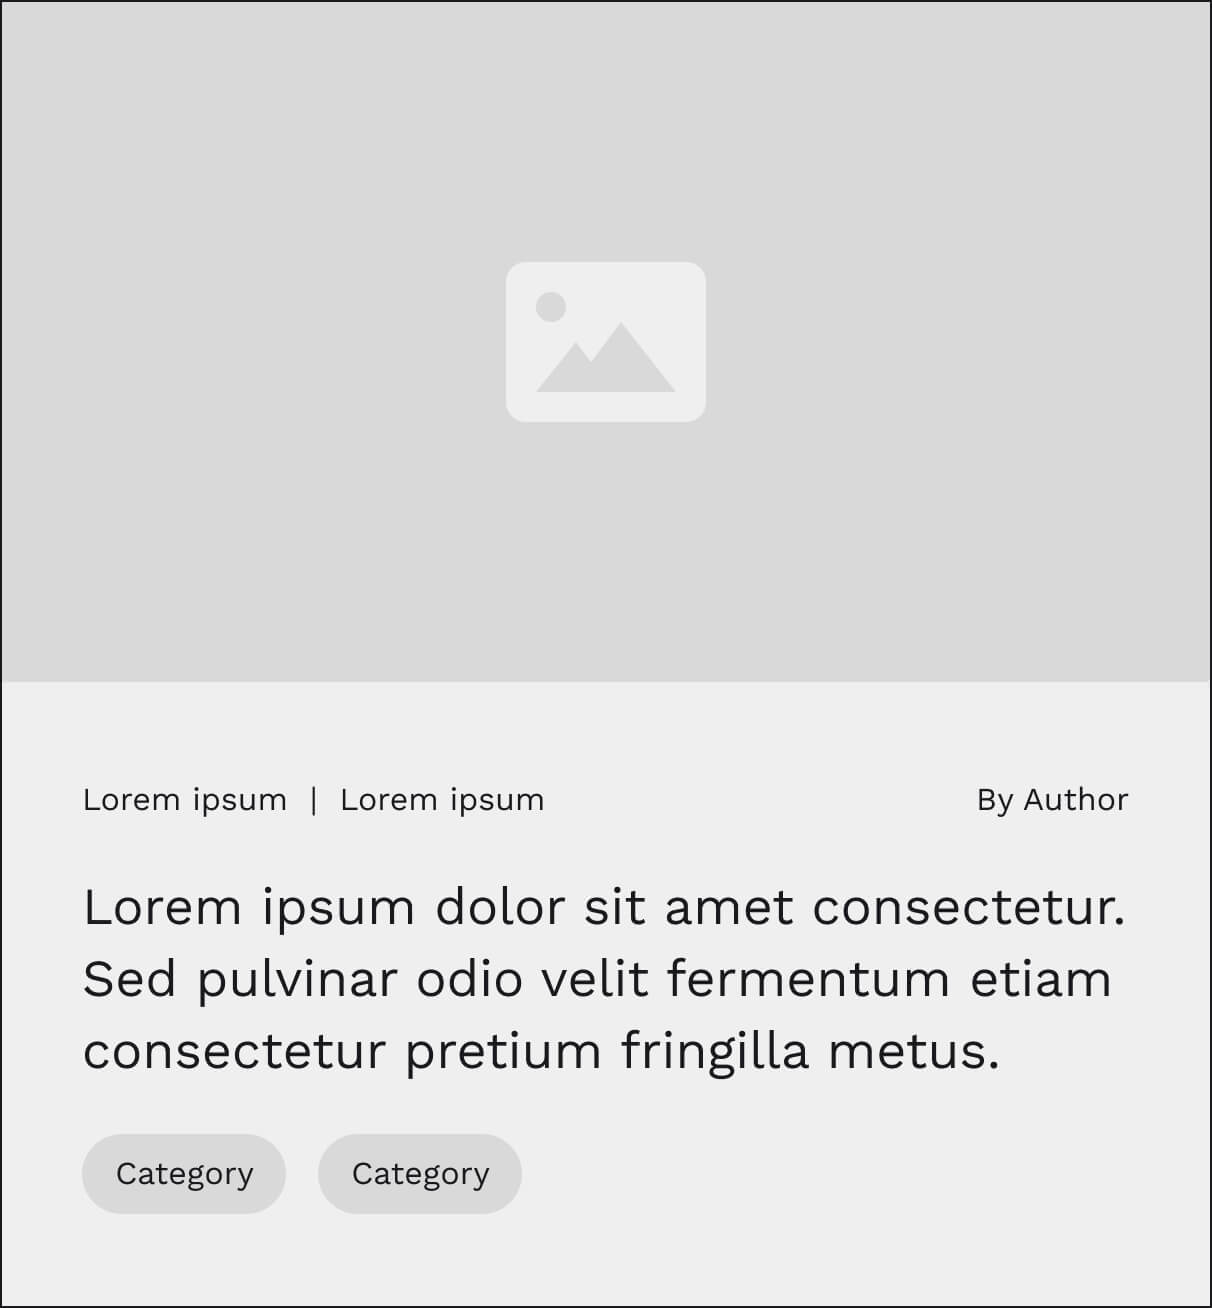 Lorem ipsum | Lorem ipsum By Author
Lorem ipsum dolor sit amet consectetur.
Sed pulvinar odio velit fermentum etiam
consectetur pretium fringilla metus.
Category Category